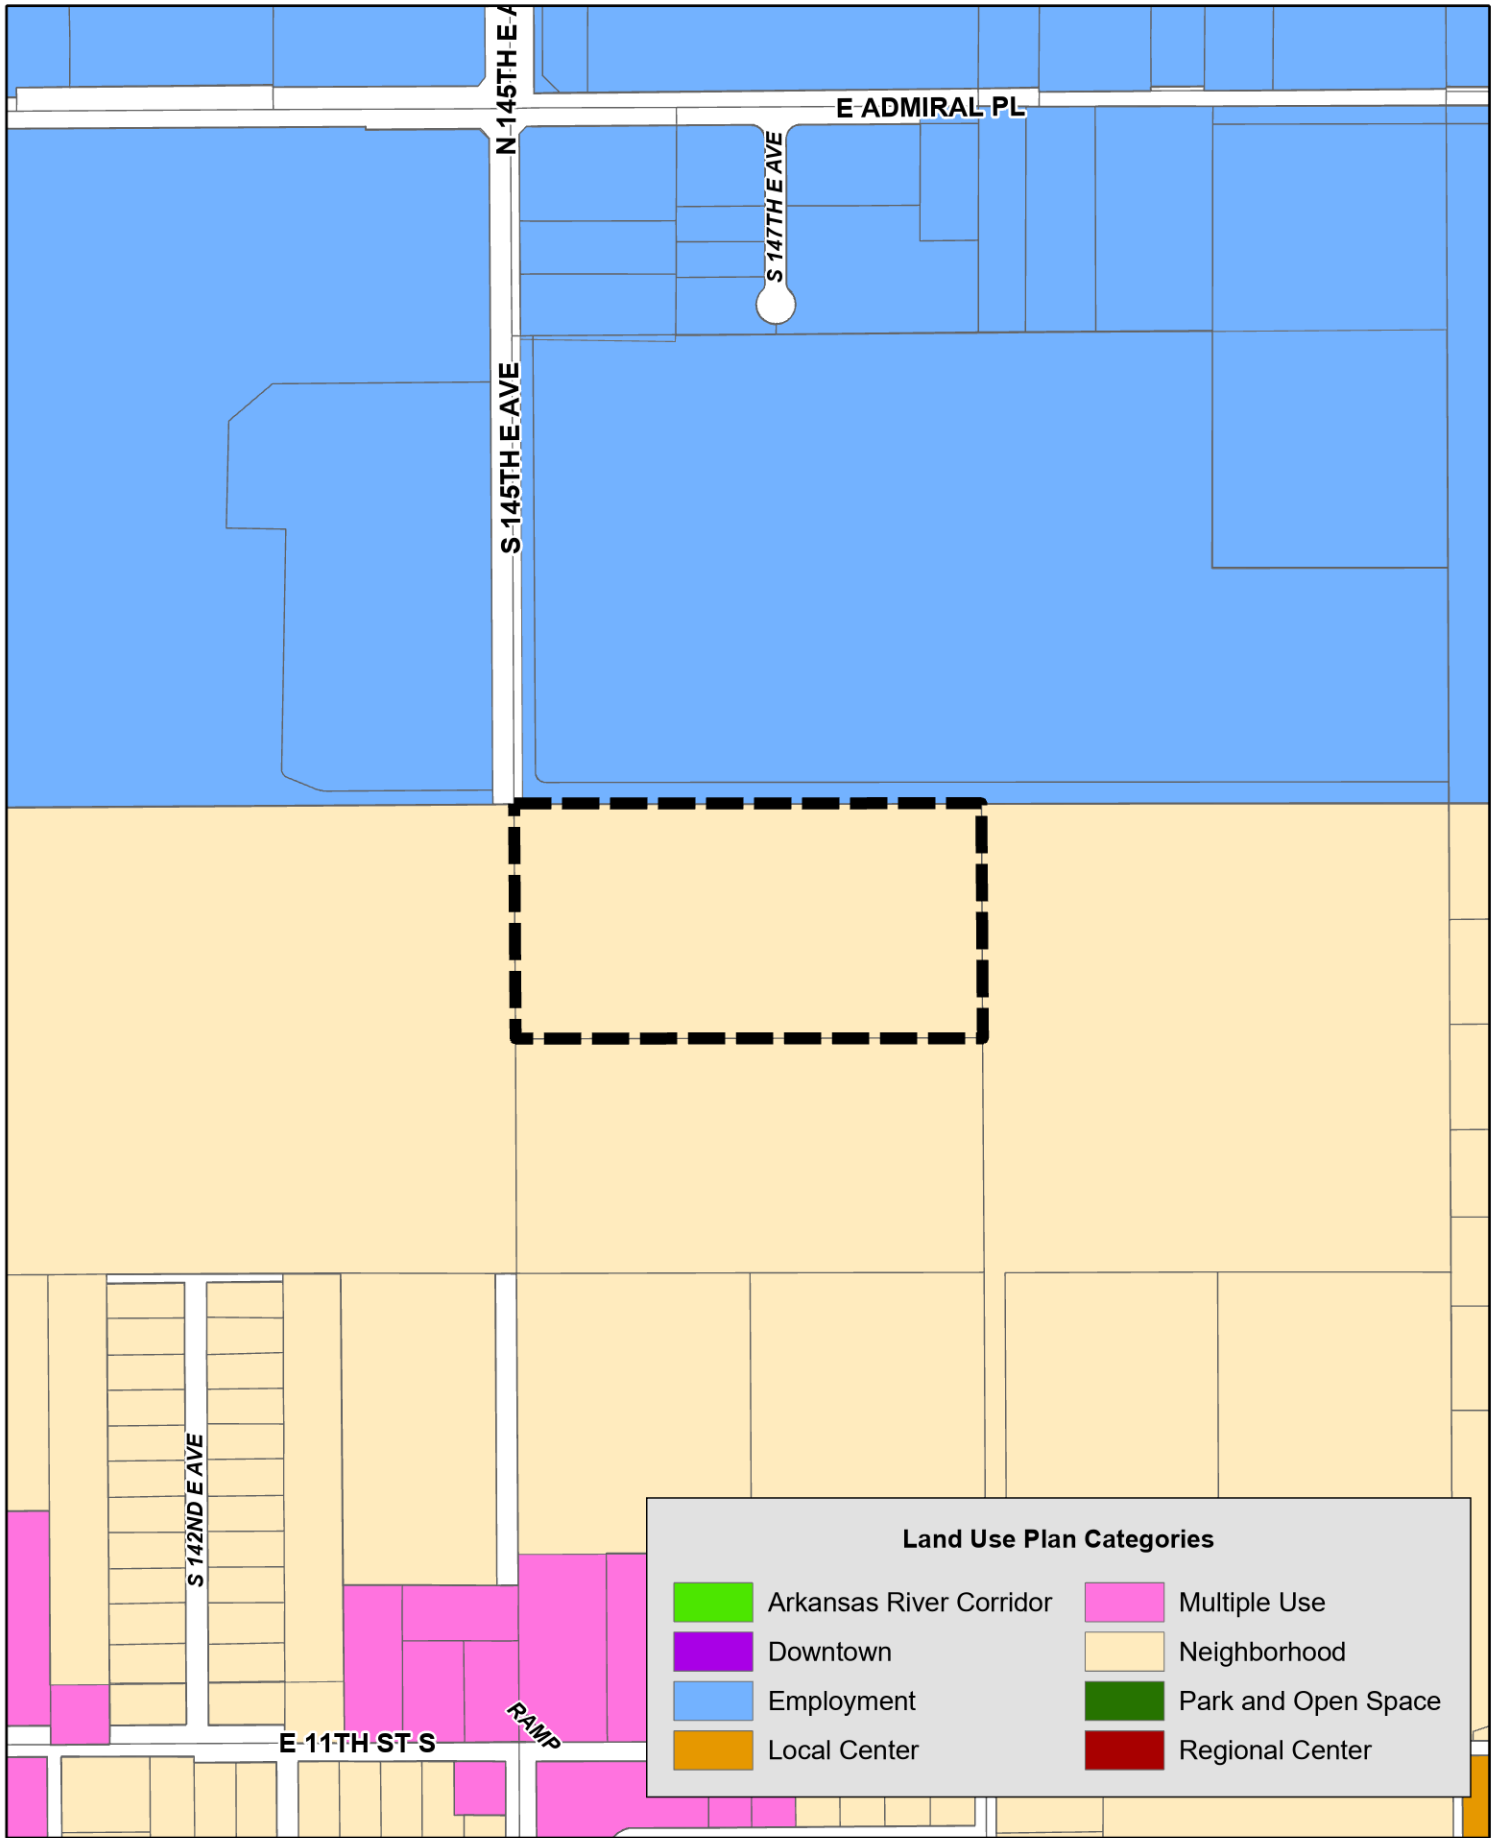 N 145TH E A
E ADMIRAL PL
S 147TH E AVE
S 145TH E AVE
S 142ND E AVE
RAMP
E 11TH ST S
Land Use Plan Categories
Arkansas River Corridor
Multiple Use
Downtown
Neighborhood
Employment
Park and Open Space
Local Center
Regional Center